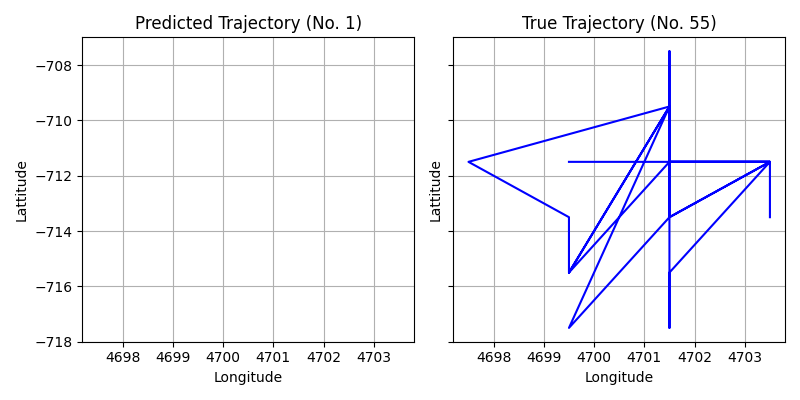 Predicted Trajectory (No. 1)
True Trajectory (No. 55)
−708
−710
−712
−714
−716
−718
Lattitude
Lattitude
4698 4699 4700 4701 4702 4703
4698 4699 4700 4701 4702 4703
Longitude
Longitude